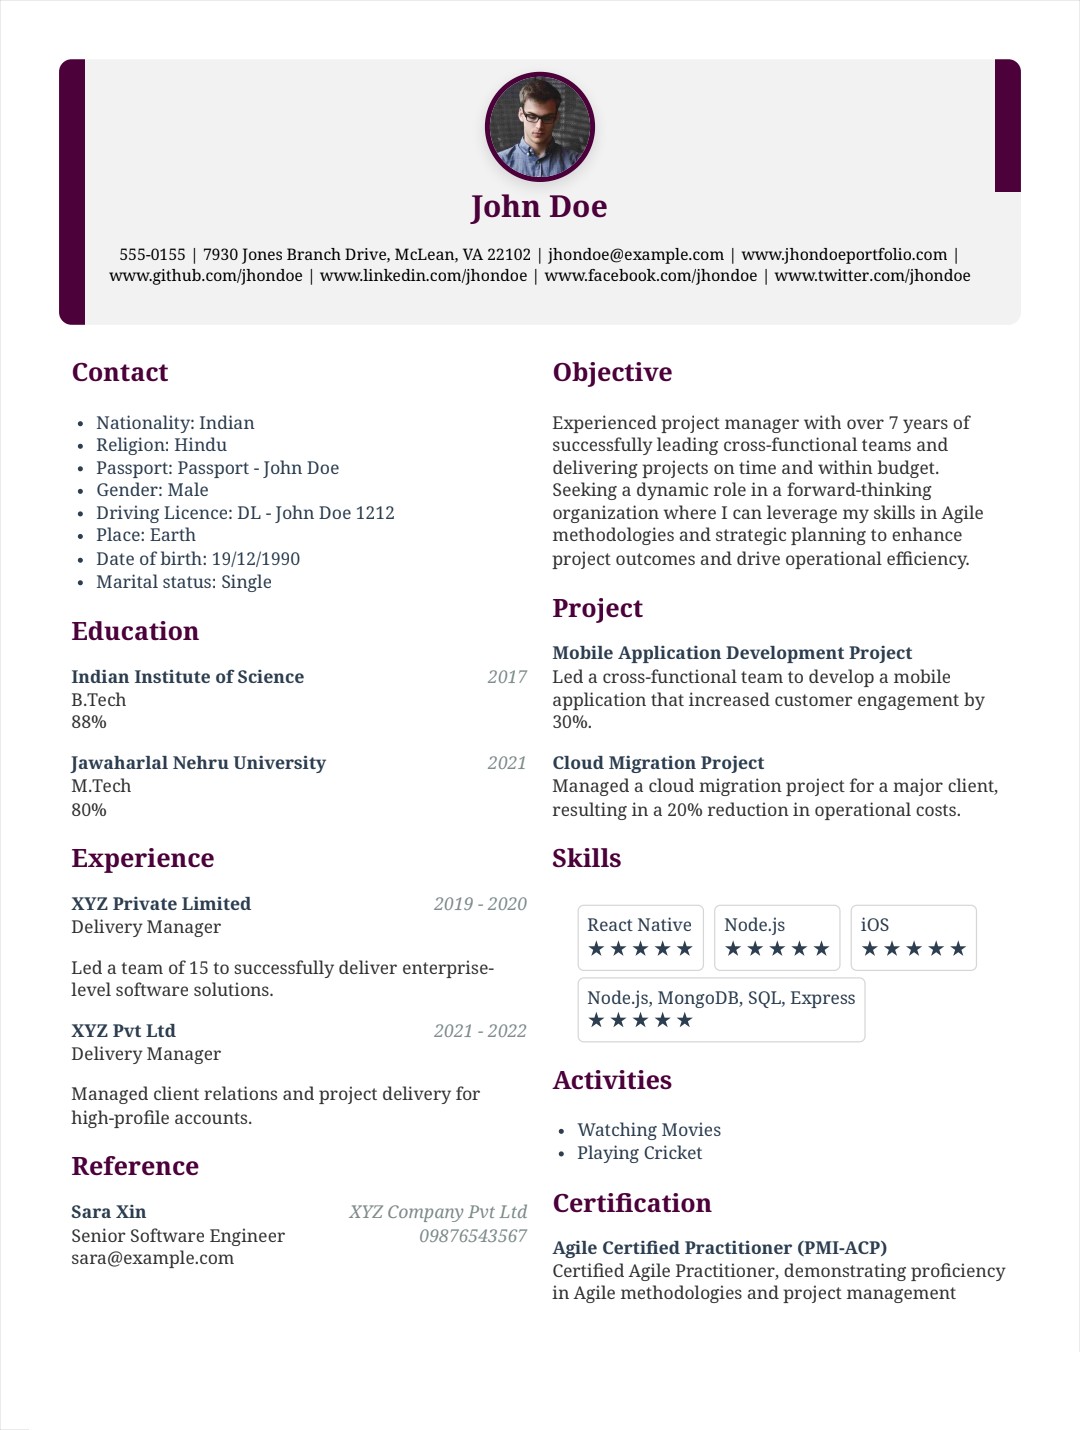 John Doe
555-0155 | 7930 Jones Branch Drive, McLean, VA 22102 | jhondoe@example.com | www.jhondoeportfolio.com |
www.github.com/jhondoe | www.linkedin.com/jhondoe | www.facebook.com/jhondoe | www.twitter.com/jhondoe
Contact
• Nationality: Indian
• Religion: Hindu
• Passport: Passport - John Doe
• Gender: Male
• Driving Licence: DL - John Doe 1212
• Place: Earth
• Date of birth: 19/12/1990
• Marital status: Single
Education
Indian Institute of Science 2017
B.Tech
88%
Jawaharlal Nehru University 2021
M.Tech
80%
Experience
XYZ Private Limited 2019 - 2020
Delivery Manager
Led a team of 15 to successfully deliver enterprise-
level software solutions.
XYZ Pvt Ltd 2021 - 2022
Delivery Manager
Managed client relations and project delivery for
high-profile accounts.
Reference
Sara Xin XYZ Company Pvt Ltd
Senior Software Engineer 09876543567
sara@example.com
Objective
Experienced project manager with over 7 years of
successfully leading cross-functional teams and
delivering projects on time and within budget.
Seeking a dynamic role in a forward-thinking
organization where I can leverage my skills in Agile
methodologies and strategic planning to enhance
project outcomes and drive operational efficiency.
Project
Mobile Application Development Project
Led a cross-functional team to develop a mobile
application that increased customer engagement by
30%.
Cloud Migration Project
Managed a cloud migration project for a major client,
resulting in a 20% reduction in operational costs.
Skills
React Native Node.js iOS
★★★★★ ★★★★★ ★★★★★
Node.js, MongoDB, SQL, Express
★★★★★
Activities
• Watching Movies
• Playing Cricket
Certification
Agile Certified Practitioner (PMI-ACP)
Certified Agile Practitioner, demonstrating proficiency
in Agile methodologies and project management